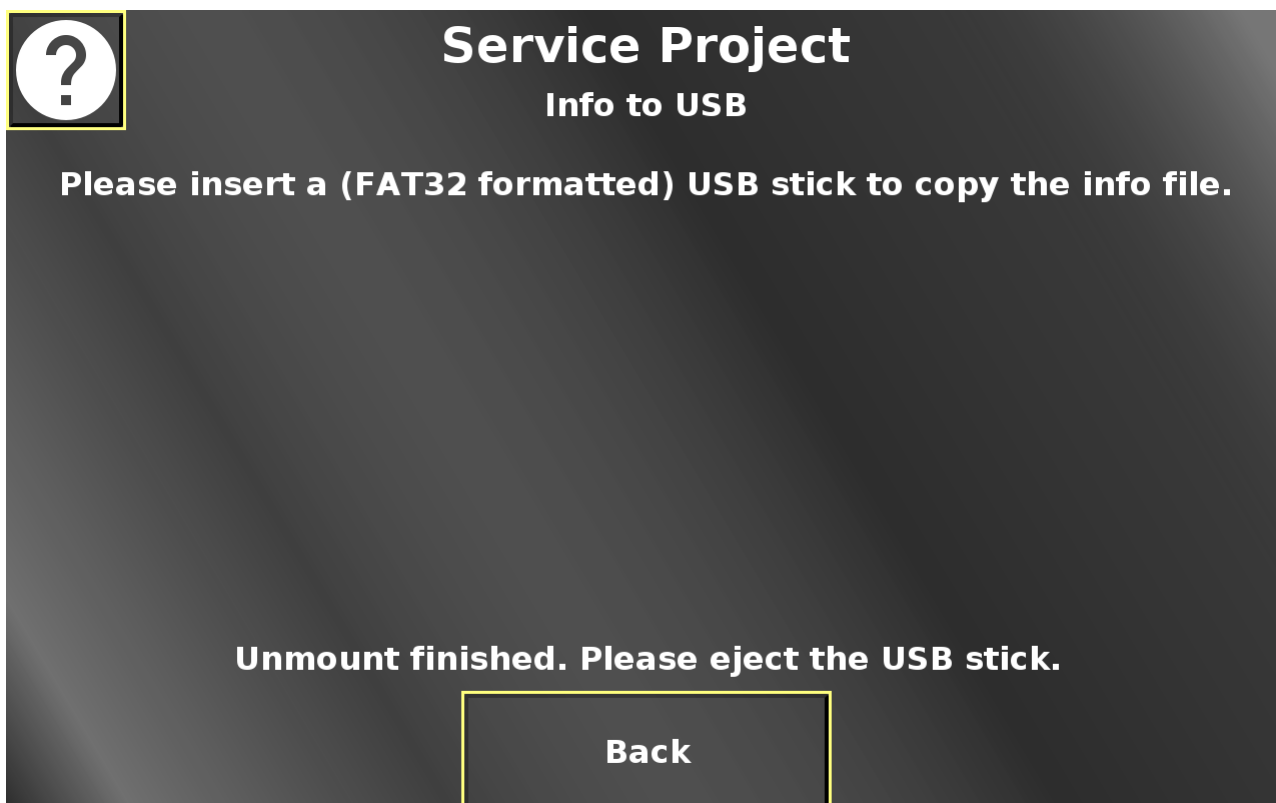 ?
Service Project
Info to USB
Please insert a (FAT32 formatted) USB stick to copy the info file.
Unmount finished. Please eject the USB stick.
Back